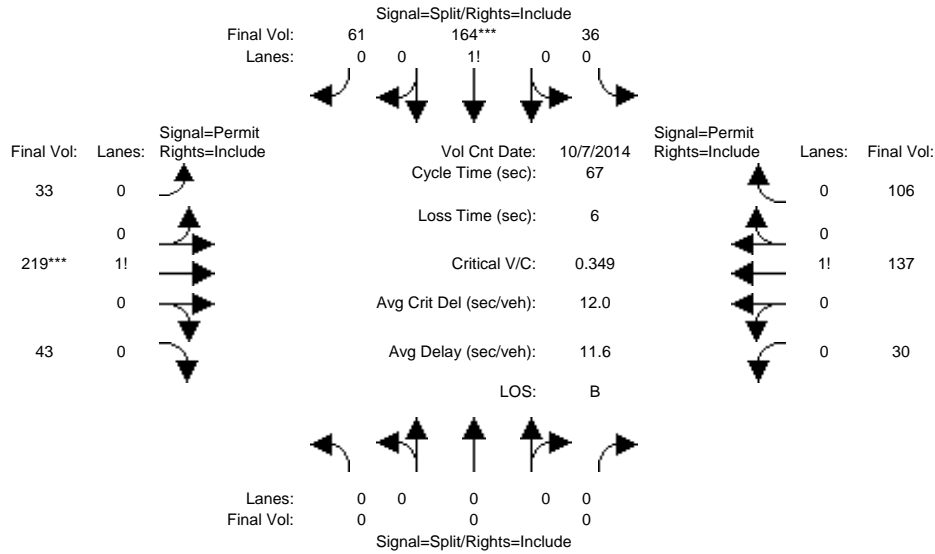 Signal=Split/Rights=Include
Final Vol: 61 164*** 36
Lanes: 0 0 1! 0 0
Signal=Permit Signal=Permit
Final Vol: Lanes: Rights=Include Vol Cnt Date: 10/7/2014 Rights=Include Lanes: Final Vol:
Cycle Time (sec): 67
33 0 0 106
Loss Time (sec): 6
0 0
219*** 1! Critical V/C: 0.349 1! 137
0 Avg Crit Del (sec/veh): 12.0 0
43 0 Avg Delay (sec/veh): 11.6 0 30
LOS: B
Lanes: 0 0 0 0 0
Final Vol: 0 0 0
Signal=Split/Rights=Include